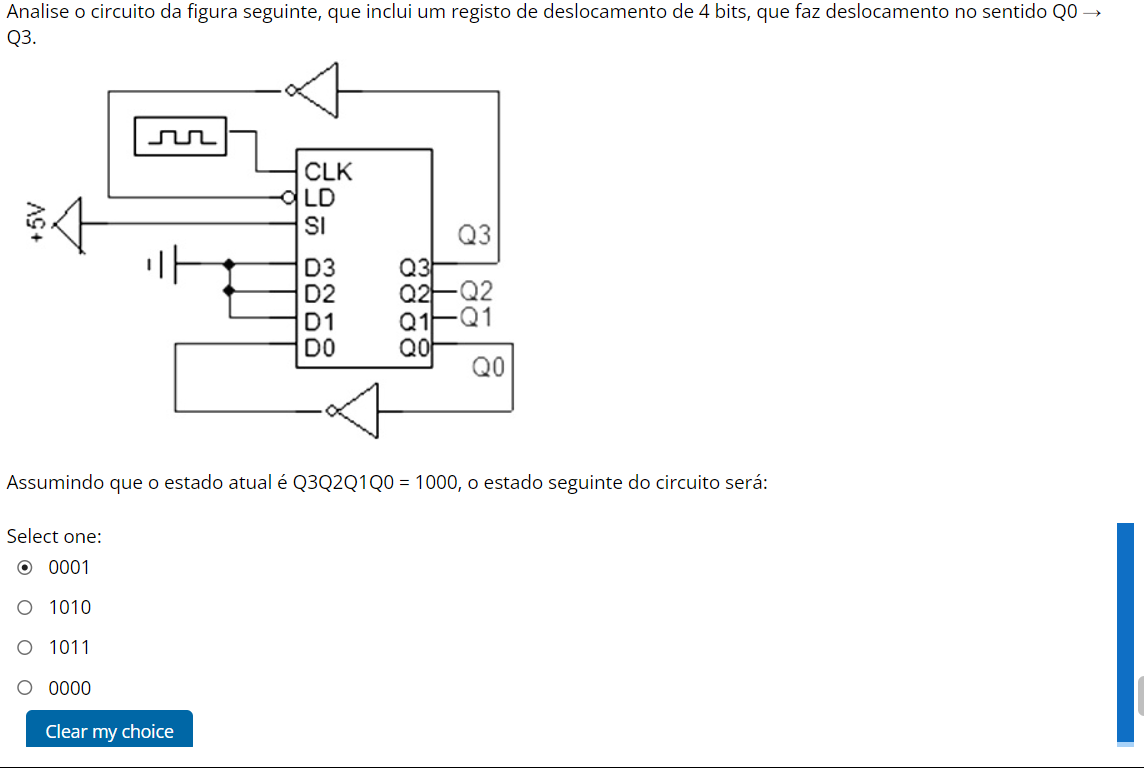 Analise o circuito da figura seguinte, que inclui um registo de deslocamento de 4 bits, que faz deslocamento no sentido Q0 →
Q3.
+5V
CLK
LD
SI
Q3
D3 Q3
D2 Q2 Q2
D1 Q1 Q1
D0 Q0
Q0
Assumindo que o estado atual é Q3Q2Q1Q0 = 1000, o estado seguinte do circuito será:
Select one:
0001
1010
1011
0000
Clear my choice